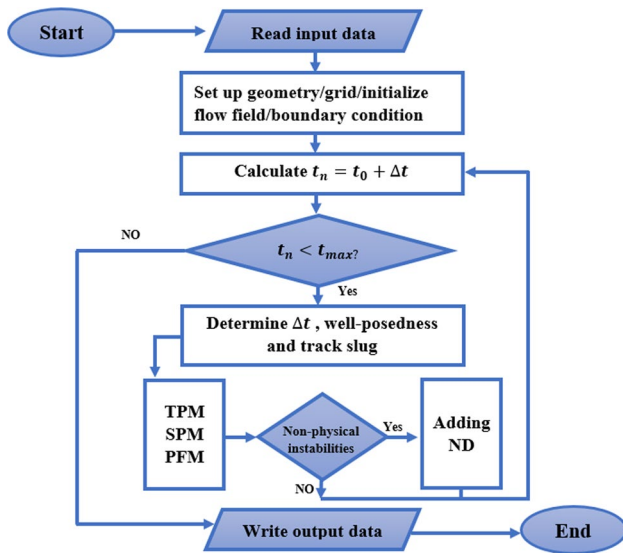 Start
Read input data
Set up geometry/grid/initialize
flow field/boundary condition
Calculate tₙ = t₀ + Δt
NO
tₙ < tₘₐₓ?
Yes
Determine Δt , well-posedness
and track slug
TPM
SPM
PFM
Non-physical
instabilities
Yes
Adding
ND
NO
Write output data
End